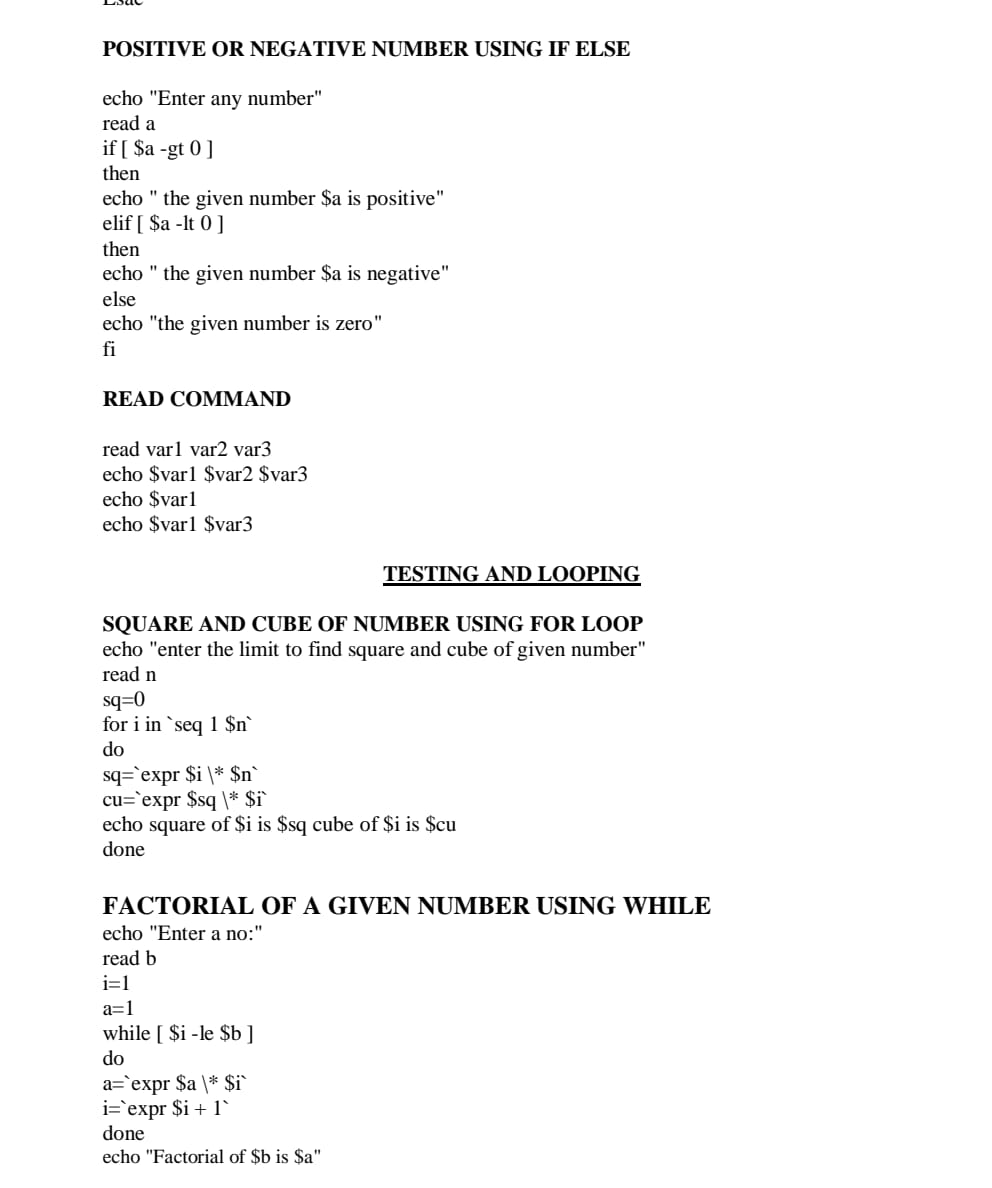 POSITIVE OR NEGATIVE NUMBER USING IF ELSE
echo "Enter any number"
read a
if [ $a -gt 0 ]
then
echo " the given number $a is positive"
elif [ $a -lt 0 ]
then
echo " the given number $a is negative"
else
echo "the given number is zero"
fi
READ COMMAND
read var1 var2 var3
echo $var1 $var2 $var3
echo $var1
echo $var1 $var3
TESTING AND LOOPING
SQUARE AND CUBE OF NUMBER USING FOR LOOP
echo "enter the limit to find square and cube of given number"
read n
sq=0
for i in `seq 1 $n`
do
sq=`expr $i \* $n`
cu=`expr $sq \* $i`
echo square of $i is $sq cube of $i is $cu
done
FACTORIAL OF A GIVEN NUMBER USING WHILE
echo "Enter a no:"
read b
i=1
a=1
while [ $i -le $b ]
do
a=`expr $a \* $i`
i=`expr $i + 1`
done
echo "Factorial of $b is $a"